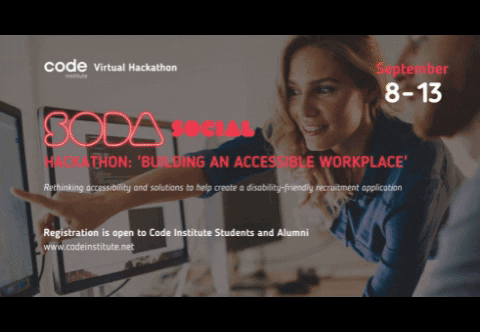 code
institute
Virtual Hackathon
September
8-13
SODA SOCIAL
HACKATHON: 'BUILDING AN ACCESSIBLE WORKPLACE'
Rethinking accessibility and solutions to help create a disability-friendly recruitment application
Registration is open to Code Institute Students and Alumni
www.codeinstitute.net